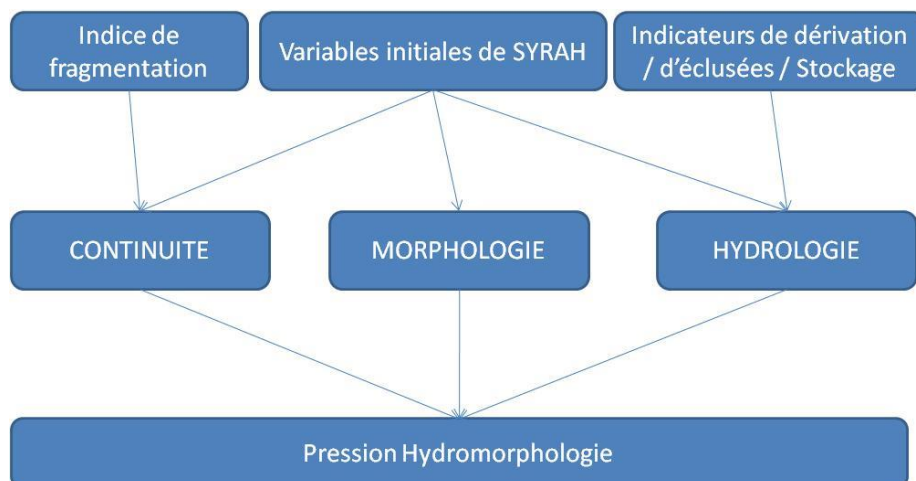 Indice de
fragmentation
Variables initiales de SYRAH
Indicateurs de dérivation
/ d'éclusées / Stockage
CONTINUITE
MORPHOLOGIE
HYDROLOGIE
Pression Hydromorphologie